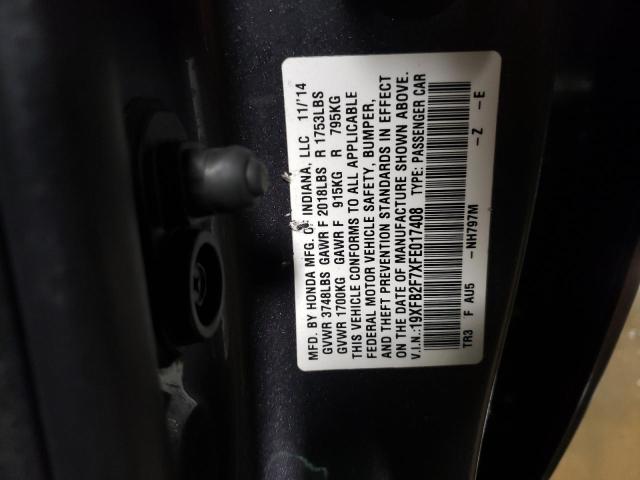 MFD. BY HONDA MFG. OF INDIANA, LLC 11/'14
GVWR 3748LBS GAWR F 2018LBS R 1753LBS
GVWR 1700KG GAWR F 915KG R 795KG
THIS VEHICLE CONFORMS TO ALL APPLICABLE
FEDERAL MOTOR VEHICLE SAFETY, BUMPER,
AND THEFT PREVENTION STANDARDS IN EFFECT
ON THE DATE OF MANUFACTURE SHOWN ABOVE.
V.I.N.:19XFB2F7XFE017408 TYPE: PASSENGER CAR
TR3 F AU5 -NH797M -Z -E